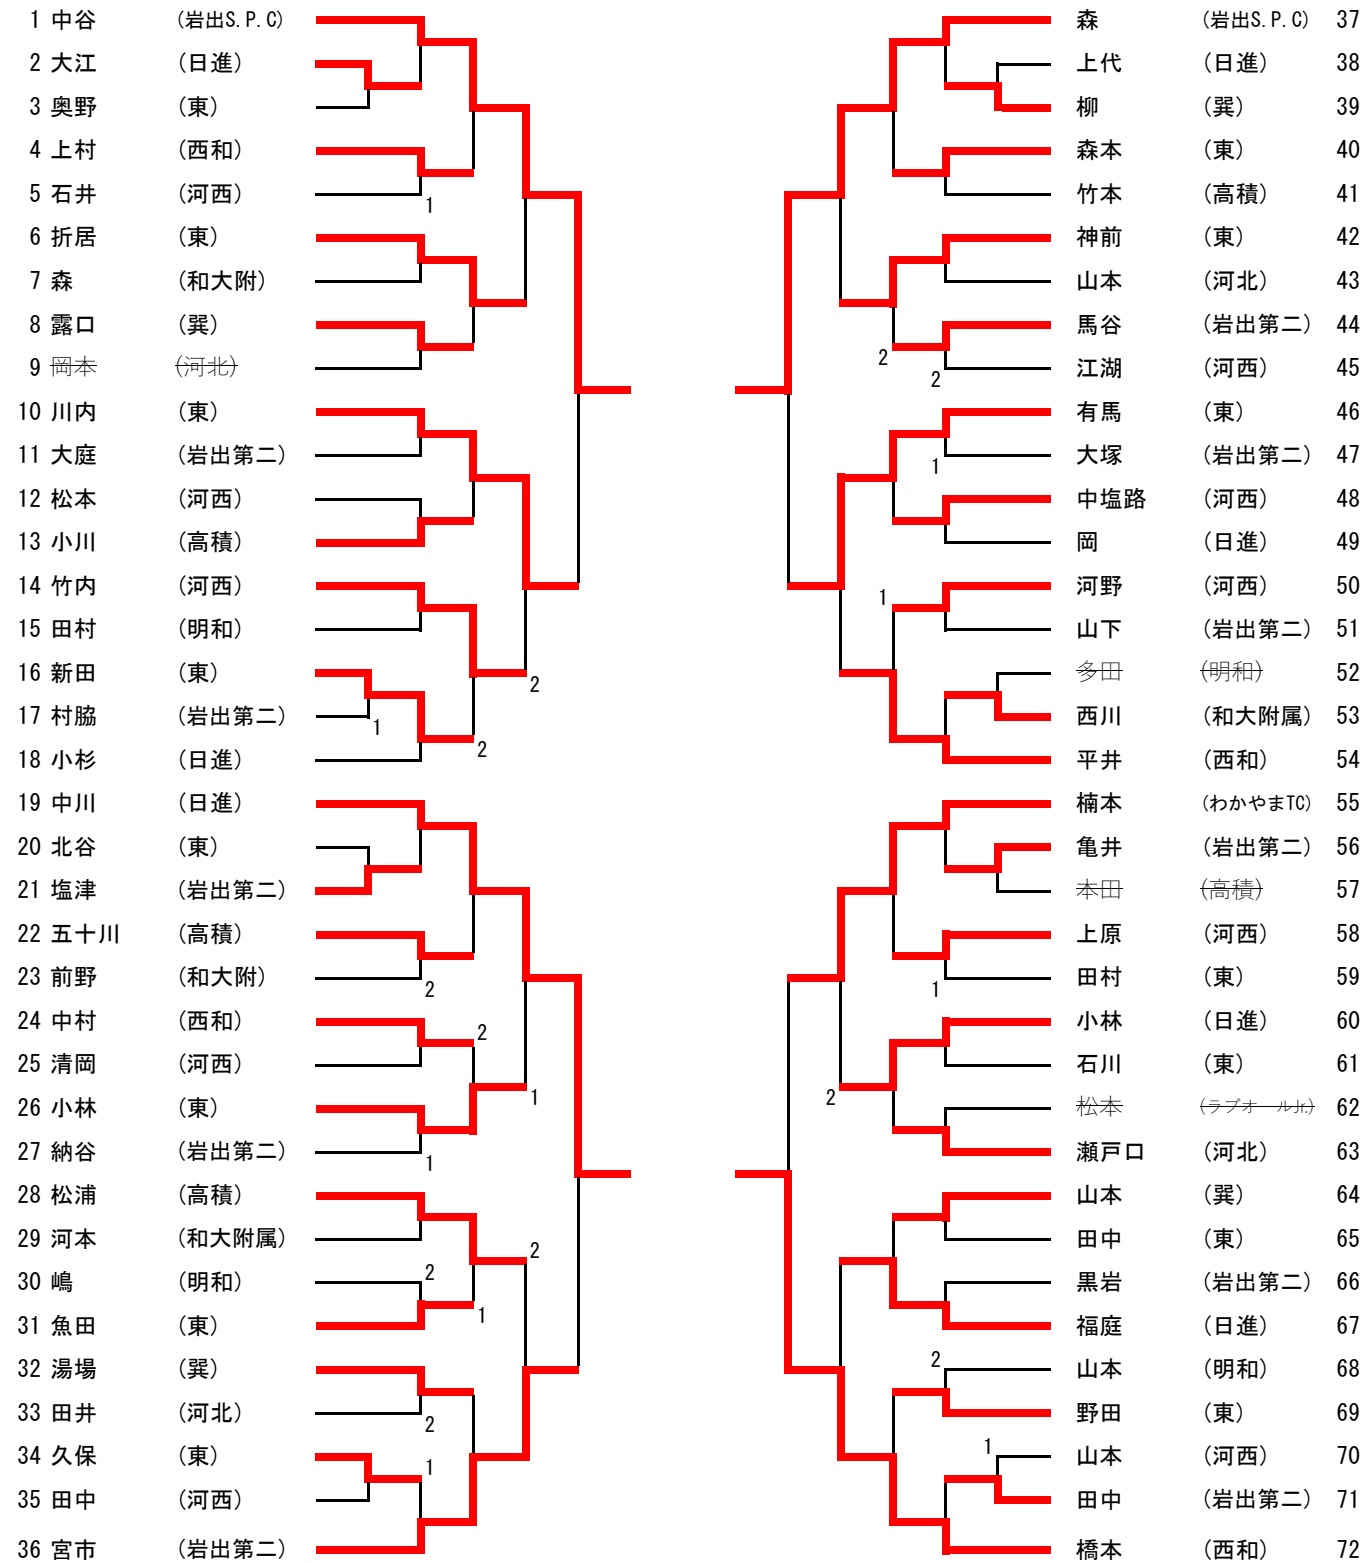 1 中谷 (岩出S.P.C)
2 大江 (日進)
3 奥野 (東)
4 上村 (西和)
5 石井 (河西)
1
6 折居 (東)
7 森 (和大附)
8 露口 (巽)
9 岡本 (河北)
10 川内 (東)
11 大庭 (岩出第二)
12 松本 (河西)
13 小川 (高積)
14 竹内 (河西)
15 田村 (明和)
16 新田 (東)
2
17 村脇 (岩出第二)
1
18 小杉 (日進)
2
19 中川 (日進)
20 北谷 (東)
21 塩津 (岩出第二)
22 五十川 (高積)
23 前野 (和大附)
2
24 中村 (西和)
2
25 清岡 (河西)
26 小林 (東)
1
27 納谷 (岩出第二)
1
28 松浦 (高積)
29 河本 (和大附属)
2
30 嶋 (明和)
2
31 魚田 (東)
1
32 湯場 (巽)
33 田井 (河北)
2
34 久保 (東)
1
35 田中 (河西)
36 宮市 (岩出第二)
森 (岩出S.P.C) 37
上代 (日進) 38
柳 (巽) 39
森本 (東) 40
竹本 (高積) 41
神前 (東) 42
山本 (河北) 43
馬谷 (岩出第二) 44
2
江湖 (河西) 45
2
有馬 (東) 46
大塚 (岩出第二) 47
1
中塩路 (河西) 48
岡 (日進) 49
河野 (河西) 50
1
山下 (岩出第二) 51
多田 (明和) 52
西川 (和大附属) 53
平井 (西和) 54
楠本 (わかやまTC) 55
亀井 (岩出第二) 56
本田 (高積) 57
上原 (河西) 58
田村 (東) 59
1
小林 (日進) 60
石川 (東) 61
2
松本 (ラブオールJr.) 62
瀬戸口 (河北) 63
山本 (巽) 64
田中 (東) 65
黒岩 (岩出第二) 66
福庭 (日進) 67
2
山本 (明和) 68
野田 (東) 69
1
山本 (河西) 70
田中 (岩出第二) 71
橋本 (西和) 72